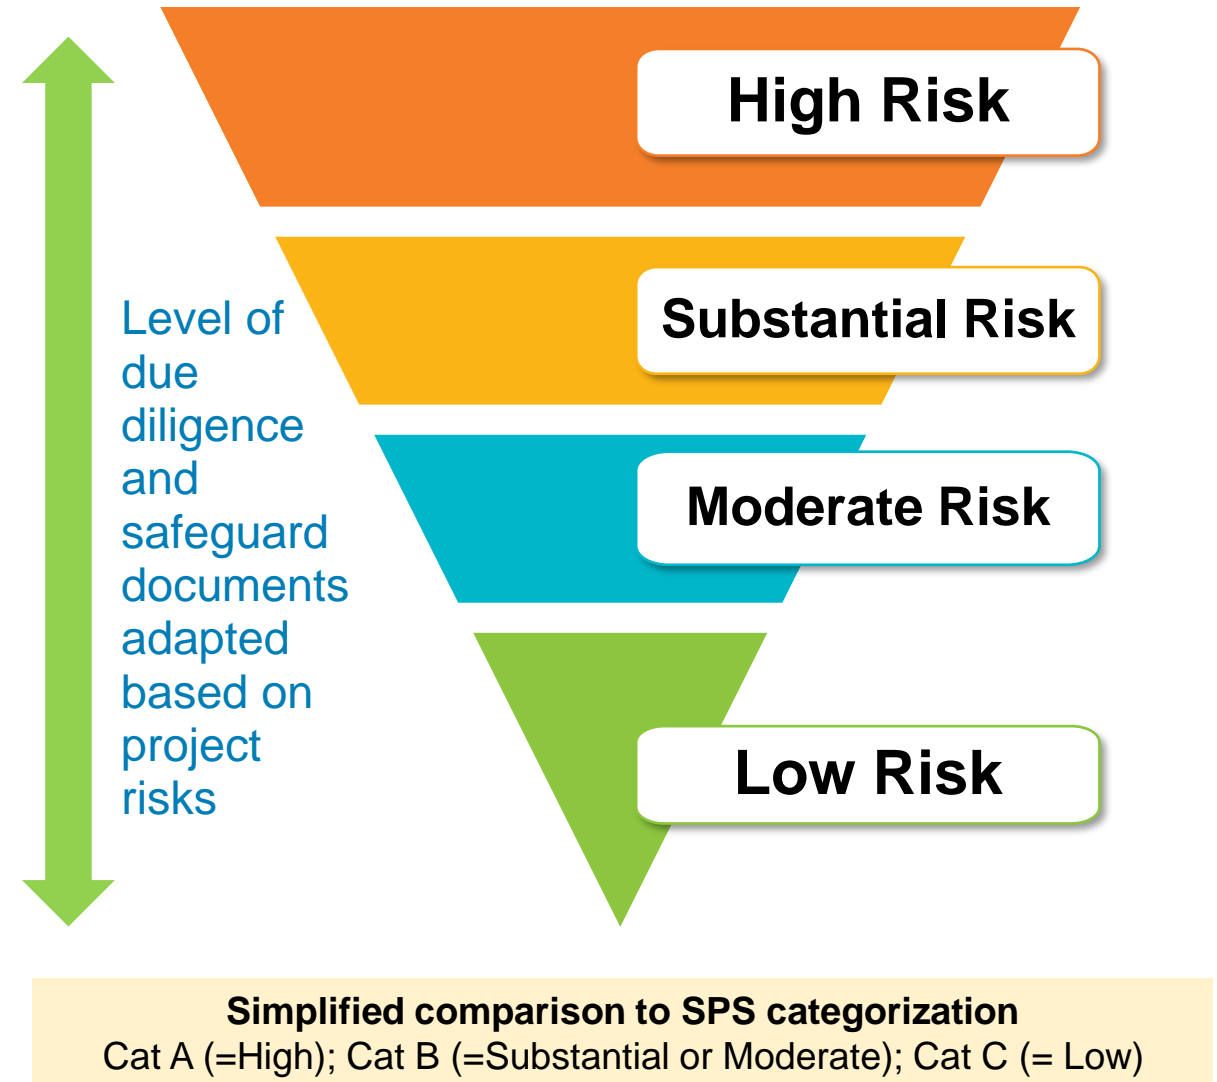 High Risk
Substantial Risk
Moderate Risk
Low Risk
Level of
due
diligence
and
safeguard
documents
adapted
based on
project
risks
Simplified comparison to SPS categorization
Cat A (=High); Cat B (=Substantial or Moderate); Cat C (= Low)